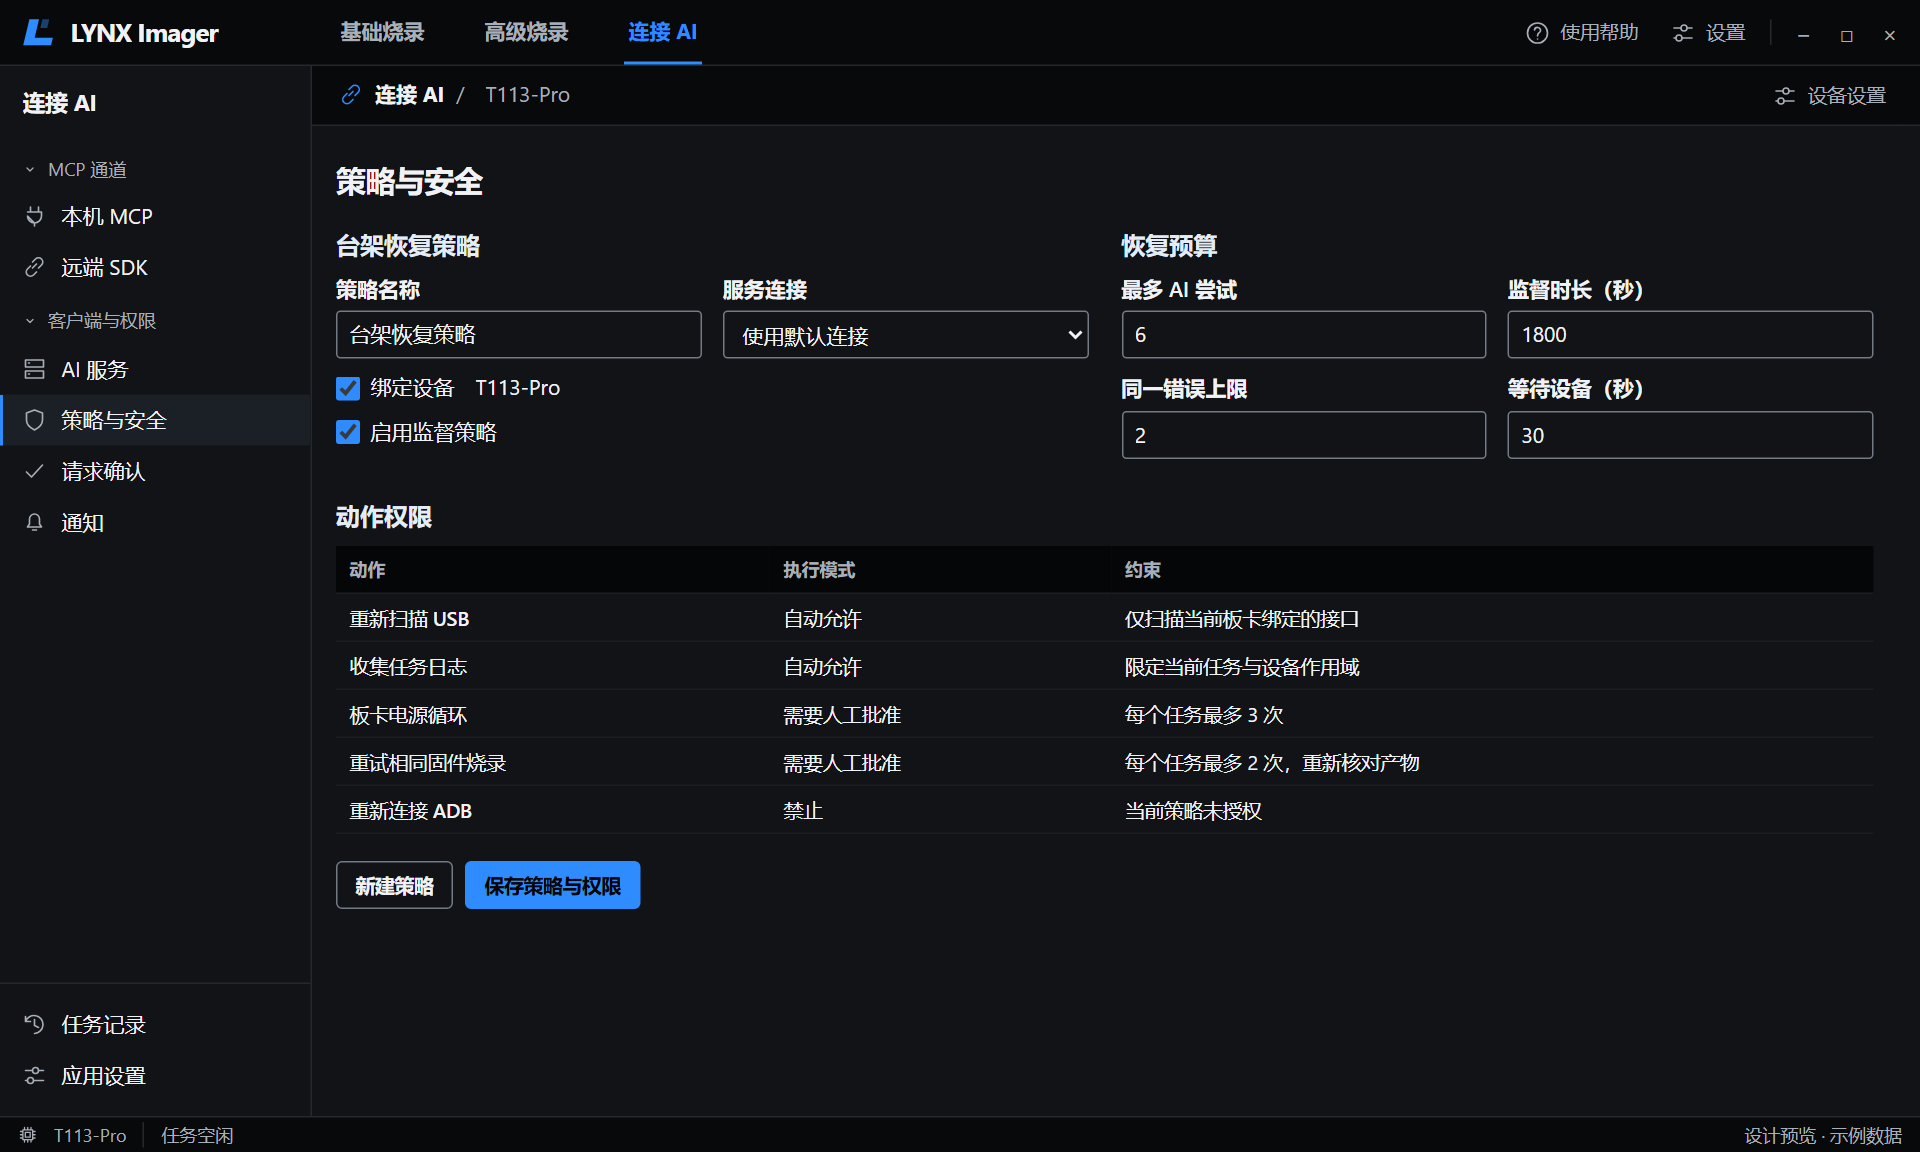 LYNX Imager
基础烧录
高级烧录
连接 AI
使用帮助
设置
连接 AI
MCP 通道
本机 MCP
远端 SDK
客户端与权限
AI 服务
策略与安全
请求确认
通知
任务记录
应用设置
连接 AI / T113-Pro
设备设置
策略与安全
台架恢复策略
策略名称
台架恢复策略
服务连接
使用默认连接
绑定设备 T113-Pro
启用监督策略
恢复预算
最多 AI 尝试
6
监督时长（秒）
1800
同一错误上限
2
等待设备（秒）
30
动作权限
动作 执行模式 约束
重新扫描 USB 自动允许 仅扫描当前板卡绑定的接口
收集任务日志 自动允许 限定当前任务与设备作用域
板卡电源循环 需要人工批准 每个任务最多 3 次
重试相同固件烧录 需要人工批准 每个任务最多 2 次，重新核对产物
重新连接 ADB 禁止 当前策略未授权
新建策略
保存策略与权限
T113-Pro
任务空闲
设计预览 · 示例数据